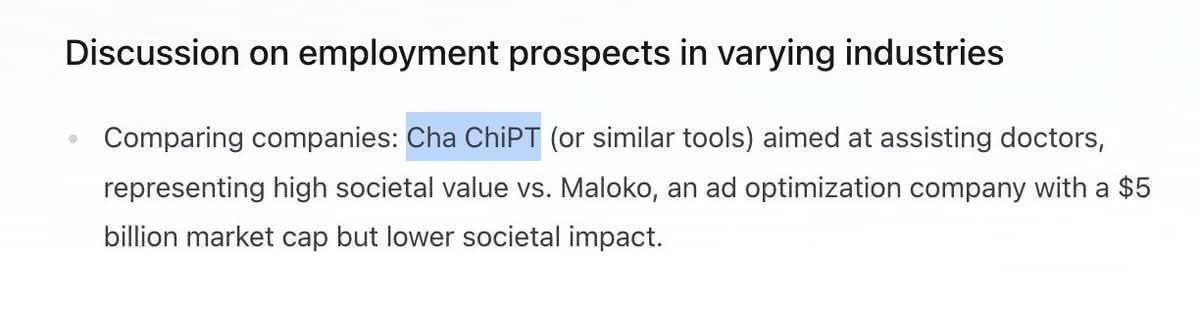 Discussion on employment prospects in varying industries
Comparing companies: Cha ChiPT (or similar tools) aimed at assisting doctors,
representing high societal value vs. Maloko, an ad optimization company with a $5
billion market cap but lower societal impact.